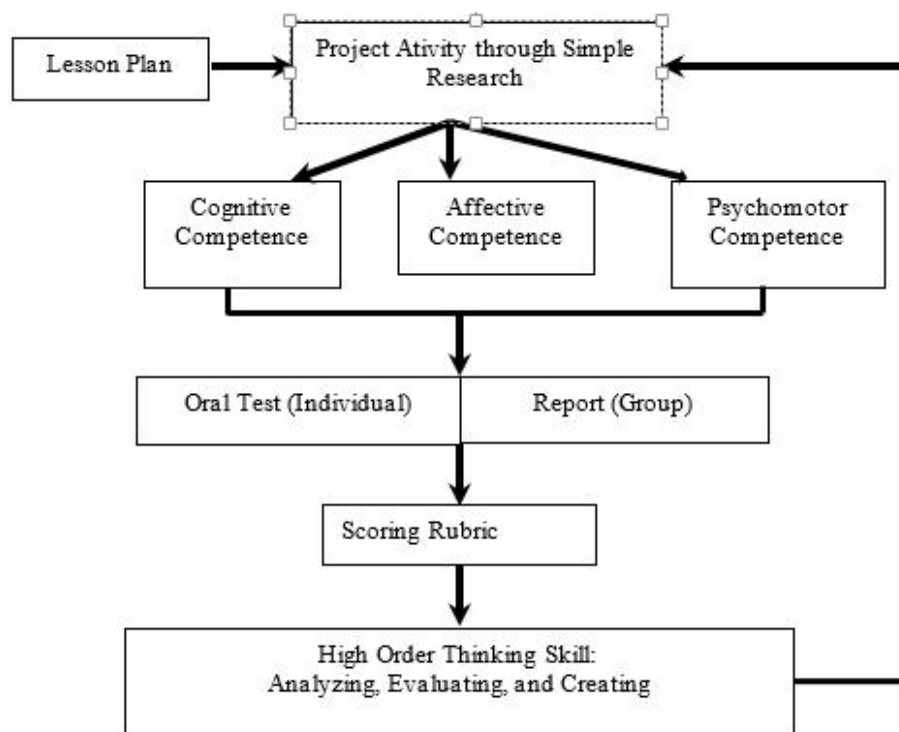 Lesson Plan
Project Ativity through Simple
Research
Cognitive
Competence
Affective
Competence
Psychomotor
Competence
Oral Test (Individual)
Report (Group)
Scoring Rubric
High Order Thinking Skill:
Analyzing, Evaluating, and Creating